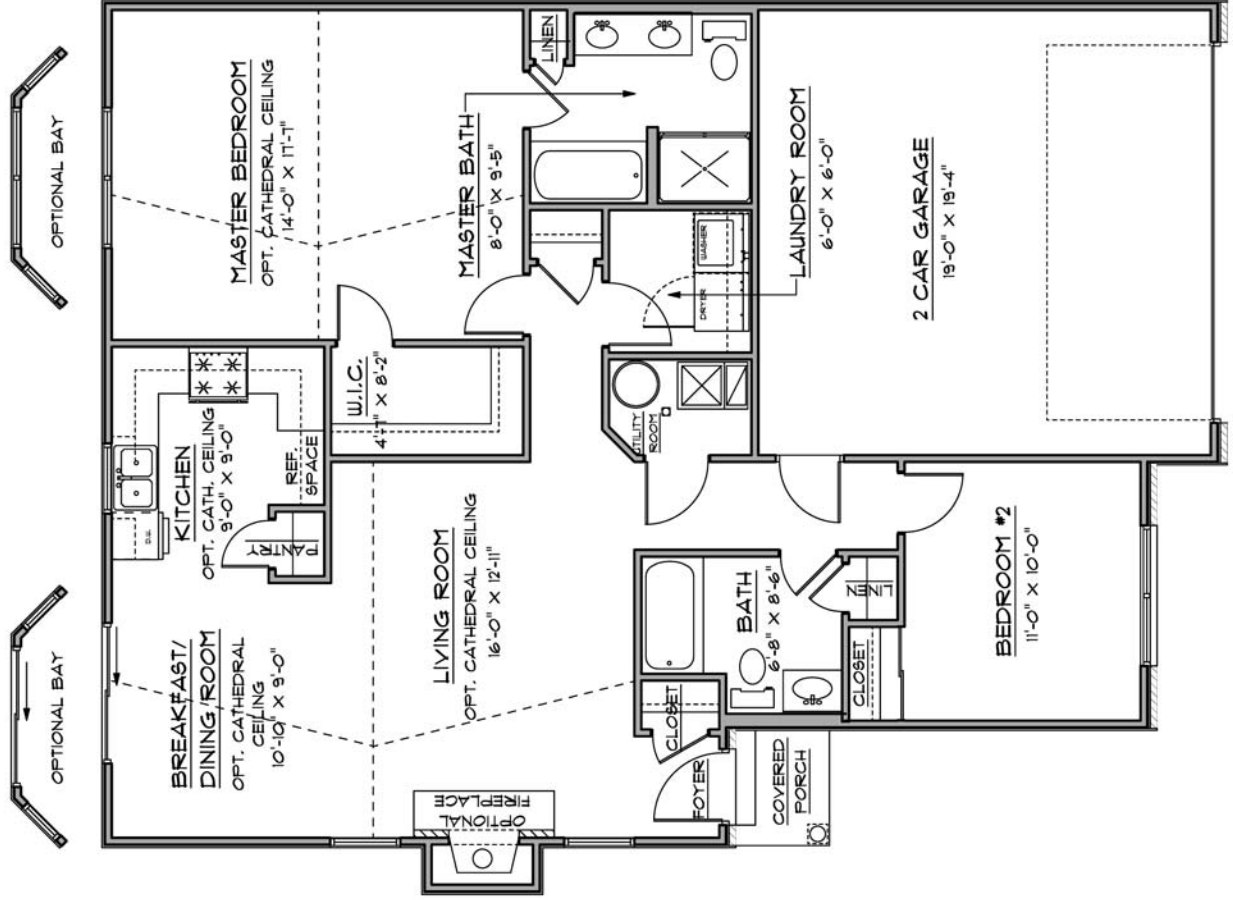 OPTIONAL BAY
MASTER BEDROOM
OPT. CATHEDRAL CEILING
14'-0" X 17'-7"
LINEN
MASTER BATH
8'-0" X 9'-5"
WASHER
DRYER
LAUNDRY ROOM
6'-0" X 6'-0"
2 CAR GARAGE
19'-0" X 19'-4"
W.I.C.
4'-7" X 8'-2"
KITCHEN
OPT. CATH. CEILING
9'-0" X 9'-0"
REF.
SPACE
D.W.
PANTRY
UTILITY
ROOM
OPTIONAL BAY
BREAKFAST/
DINING ROOM
OPT. CATHEDRAL
CEILING
10'-10" X 9'-0"
LIVING ROOM
OPT. CATHEDRAL CEILING
16'-0" X 12'-11"
BATH
6'-8" X 8'-6"
LINEN
CLOSET
BEDROOM #2
11'-0" X 10'-0"
CLOSET
FOYER
COVERED
PORCH
OPTIONAL
FIREPLACE